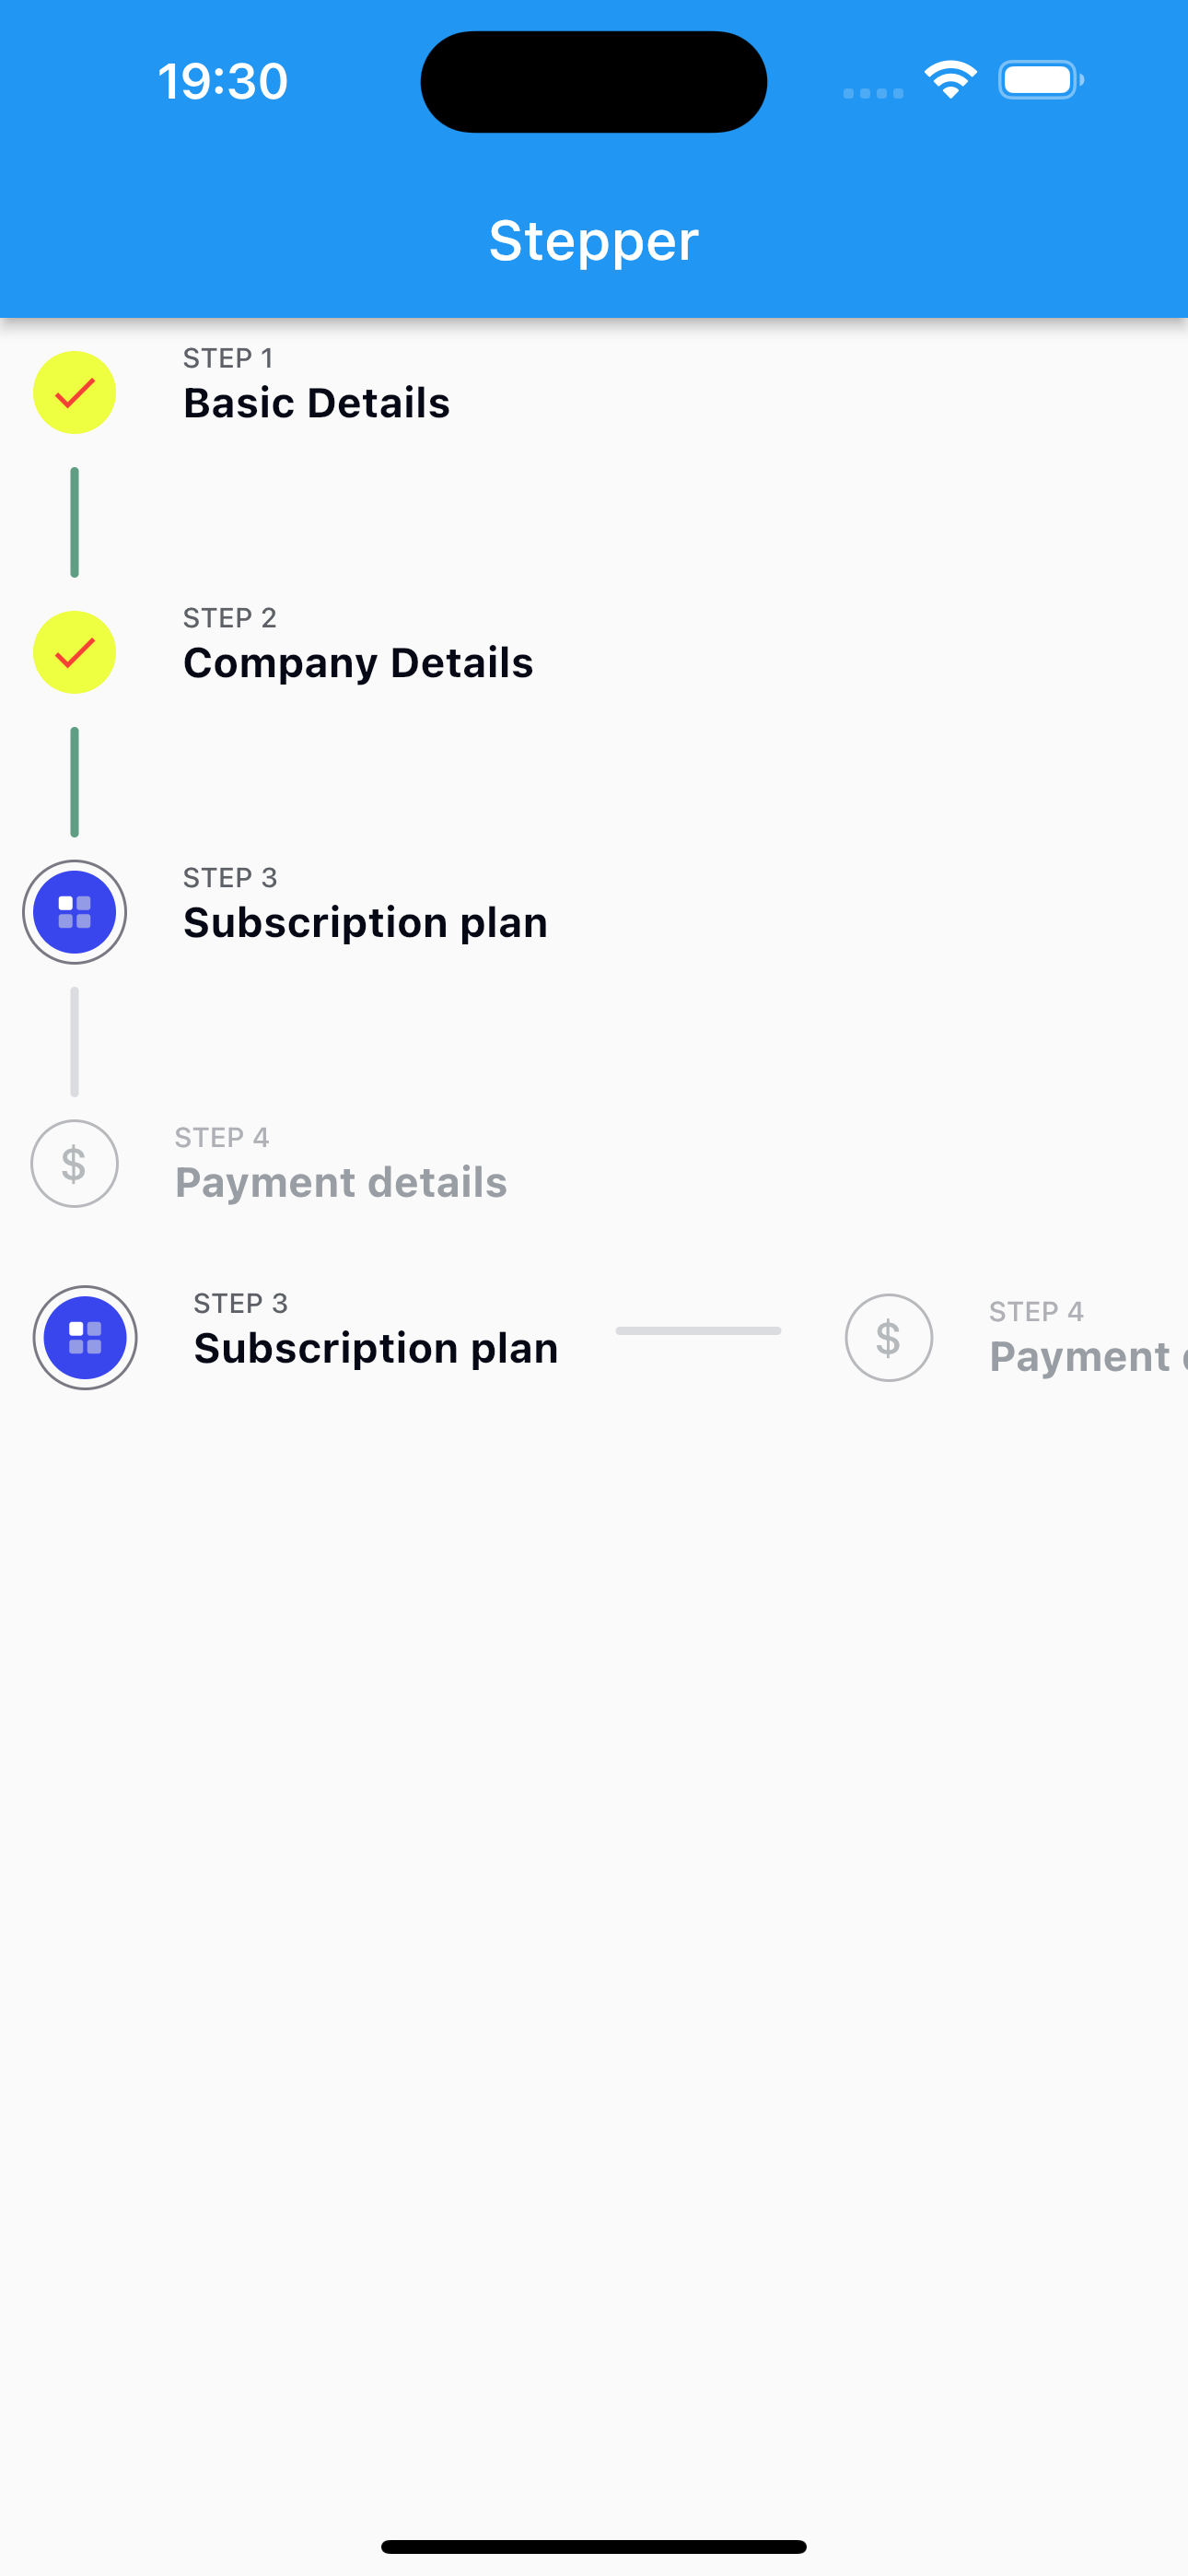 19:30
Stepper
STEP 1
Basic Details
STEP 2
Company Details
STEP 3
Subscription plan
$
STEP 4
Payment details
STEP 3
Subscription plan
$
STEP 4
Payment